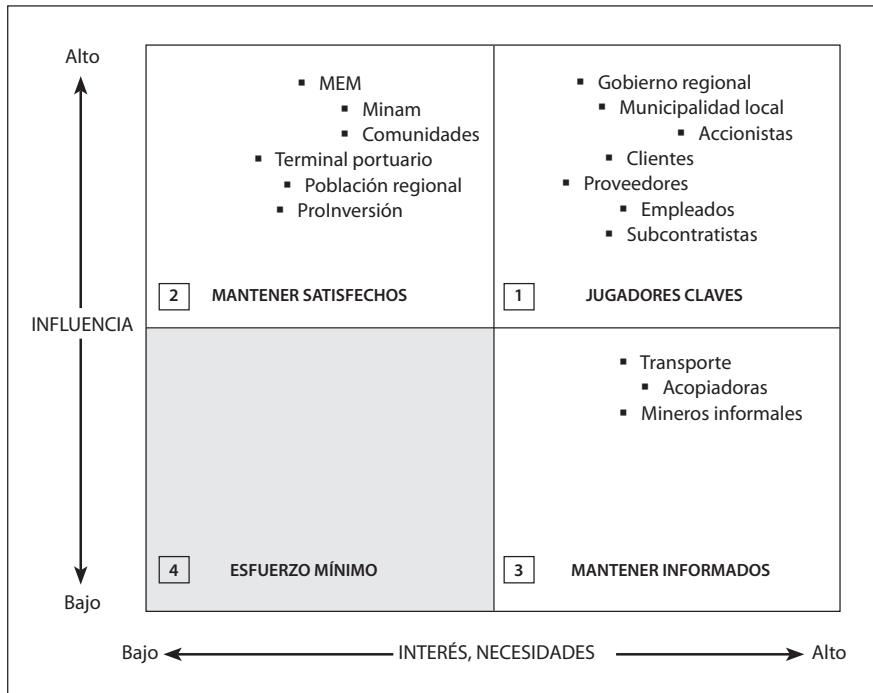 Alto
▪ MEM
▪ Minam
▪ Comunidades
▪ Terminal portuario
▪ Población regional
▪ ProInversión
2 MANTENER SATISFECHOS
▪ Gobierno regional
▪ Municipalidad local
▪ Accionistas
▪ Clientes
▪ Proveedores
▪ Empleados
▪ Subcontratistas
1 JUGADORES CLAVES
INFLUENCIA
4 ESFUERZO MÍNIMO
▪ Transporte
▪ Acopiadoras
▪ Mineros informales
3 MANTENER INFORMADOS
Bajo
Bajo INTERÉS, NECESIDADES Alto